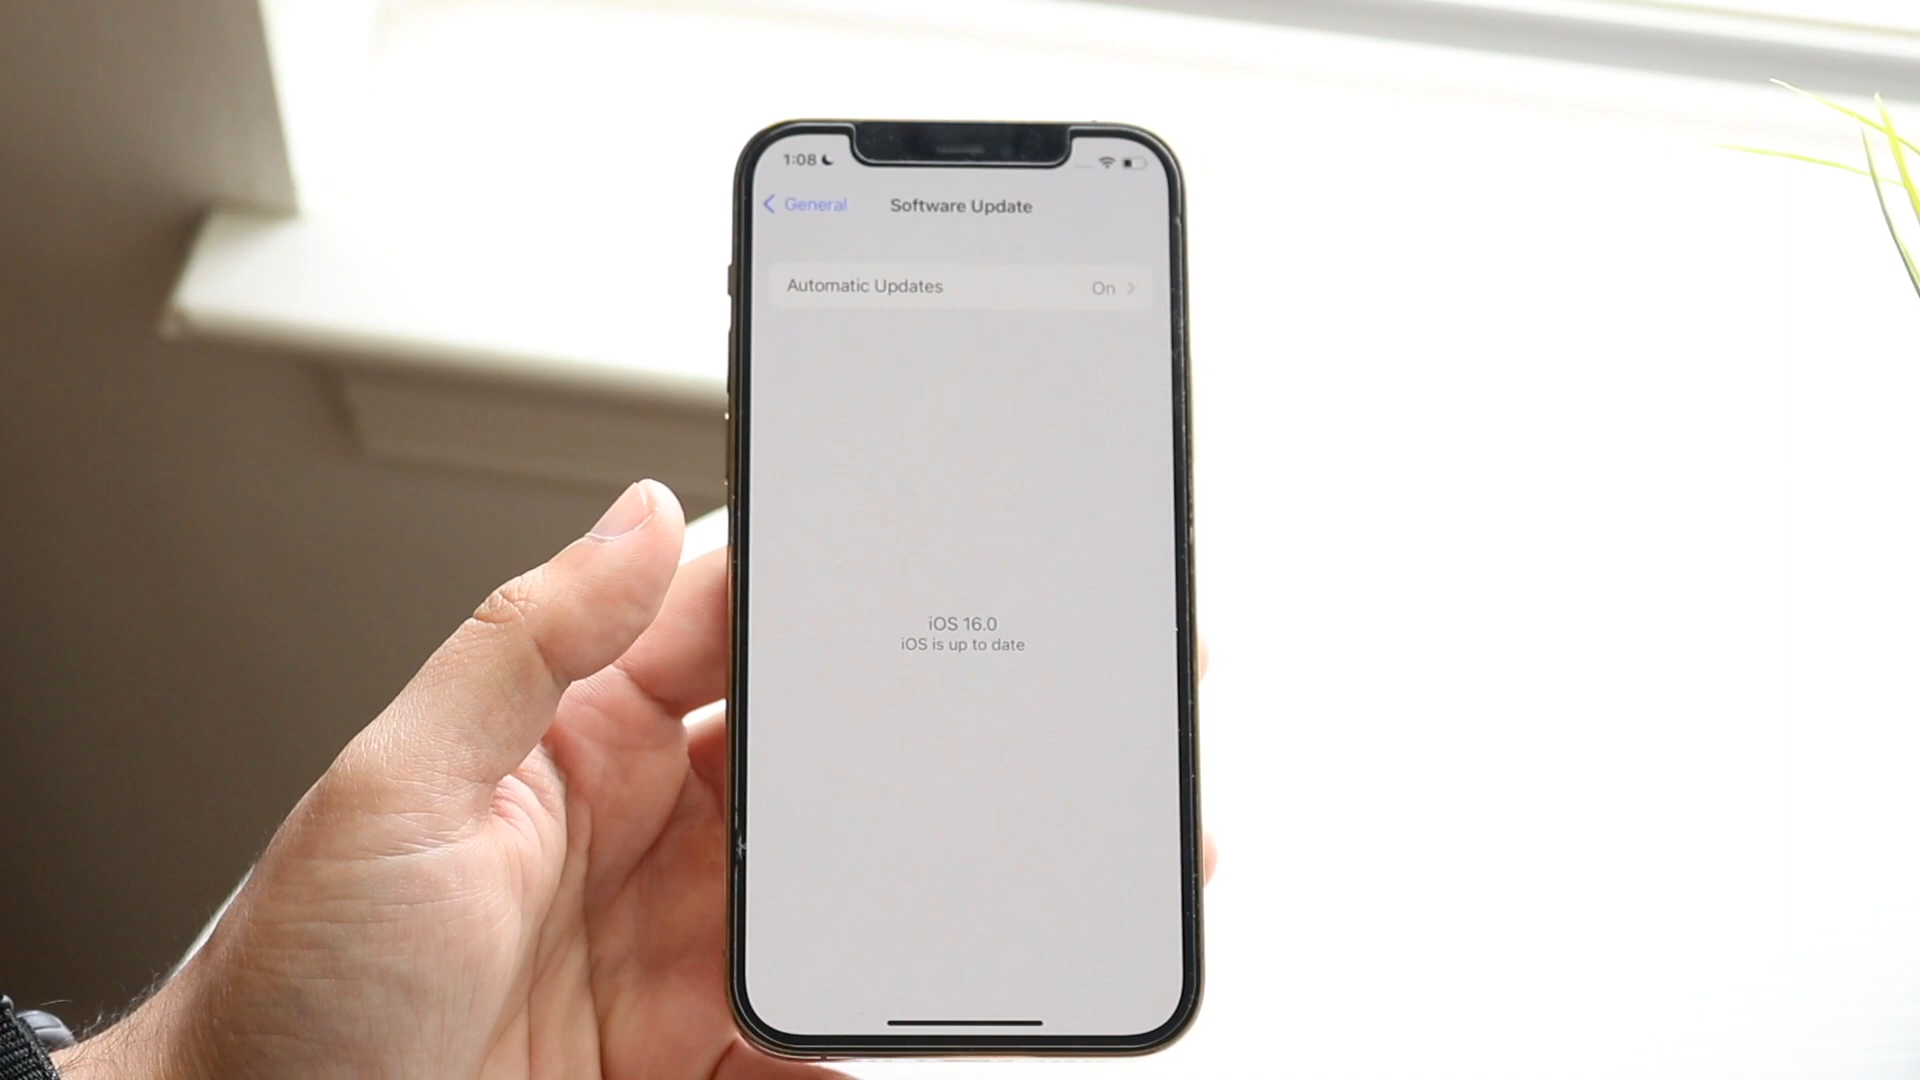 1:08
General
Software Update
Automatic Updates On
iOS 16.0
iOS is up to date